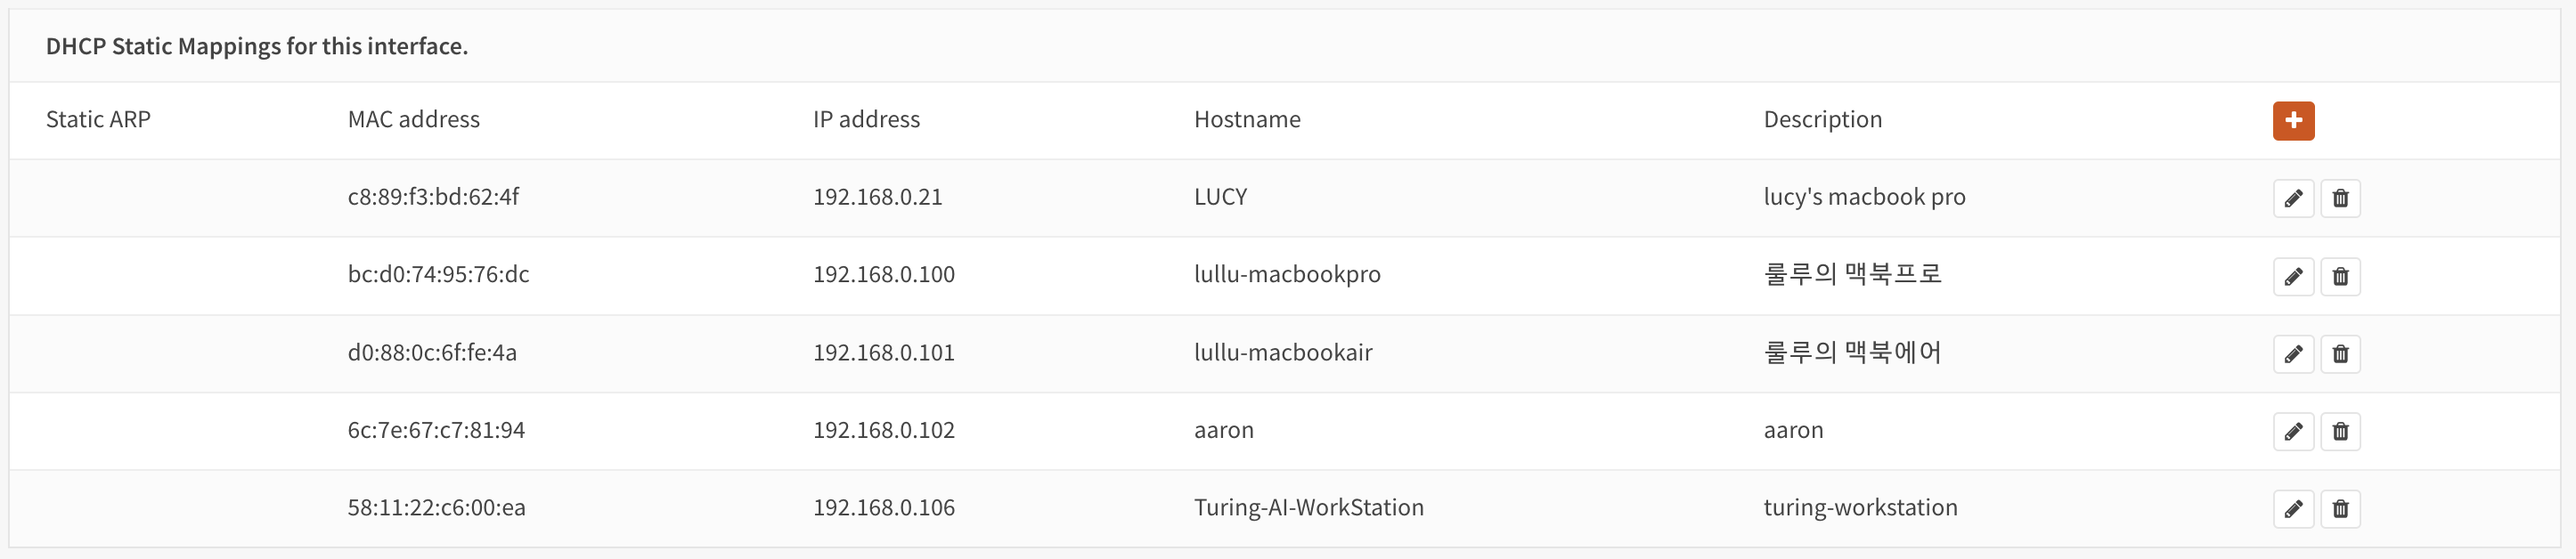 DHCP Static Mappings for this interface.
Static ARP MAC address IP address Hostname Description
c8:89:f3:bd:62:4f 192.168.0.21 LUCY lucy's macbook pro
bc:d0:74:95:76:dc 192.168.0.100 lullu-macbookpro 룰루의 맥북프로
d0:88:0c:6f:fe:4a 192.168.0.101 lullu-macbookair 룰루의 맥북에어
6c:7e:67:c7:81:94 192.168.0.102 aaron aaron
58:11:22:c6:00:ea 192.168.0.106 Turing-AI-WorkStation turing-workstation